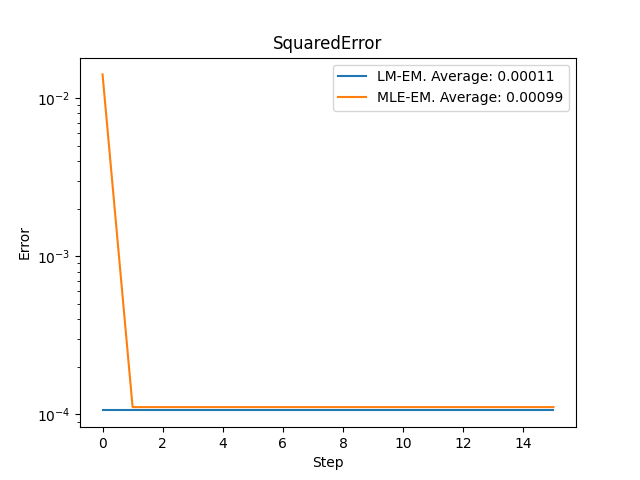 SquaredError
LM-EM. Average: 0.00011
MLE-EM. Average: 0.00099
Error
10⁻²
10⁻³
10⁻⁴
0 2 4 6 8 10 12 14
Step